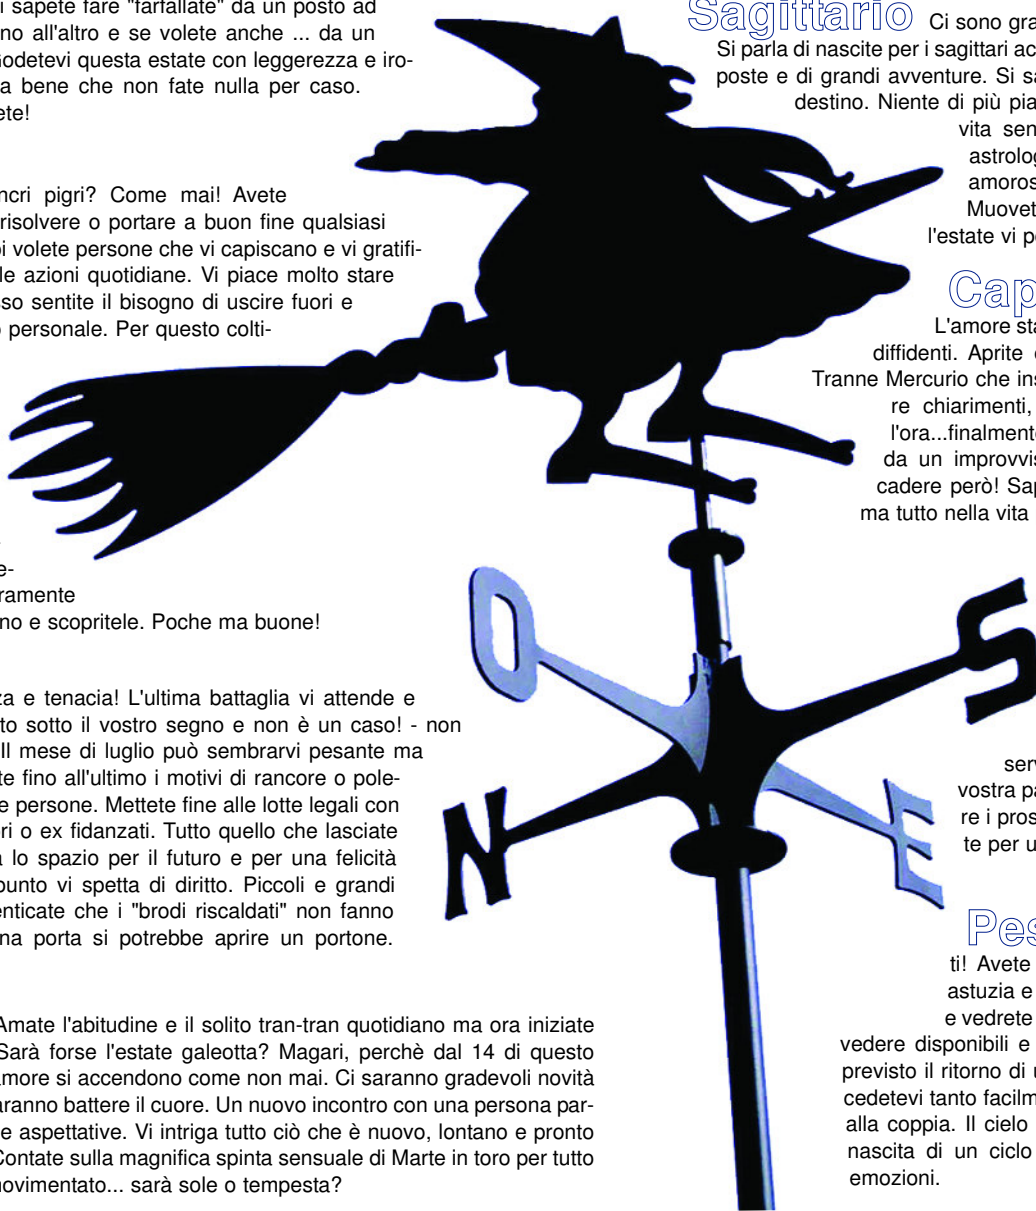 i sapete fare "farfallate" da un posto ad
no all'altro e se volete anche ... da un
odetevi questa estate con leggerezza e iro-
a bene che non fate nulla per caso.
ete!
ncri pigri? Come mai! Avete
risolvere o portare a buon fine qualsiasi
oi volete persone che vi capiscano e vi gratifi-
le azioni quotidiane. Vi piace molto stare
sso sentite il bisogno di uscire fuori e
o personale. Per questo colti-
e-
ramente
no e scopritele. Poche ma buone!
za e tenacia! L'ultima battaglia vi attende e
to sotto il vostro segno e non è un caso! - non
Il mese di luglio può sembrarvi pesante ma
te fino all'ultimo i motivi di rancore o pole-
e persone. Mettete fine alle lotte legali con
ri o ex fidanzati. Tutto quello che lasciate
a lo spazio per il futuro e per una felicità
punto vi spetta di diritto. Piccoli e grandi
enticate che i "brodi riscaldati" non fanno
na porta si potrebbe aprire un portone.
Amate l'abitudine e il solito tran-tran quotidiano ma ora iniziate
Sarà forse l'estate galeotta? Magari, perchè dal 14 di questo
more si accendono come non mai. Ci saranno gradevoli novità
aranno battere il cuore. Un nuovo incontro con una persona par-
e aspettative. Vi intriga tutto ciò che è nuovo, lontano e pronto
Contate sulla magnifica spinta sensuale di Marte in toro per tutto
movimentato... sarà sole o tempesta?
Sagittario Ci sono gra
Si parla di nascite per i sagittari ac
poste e di grandi avventure. Si sa
destino. Niente di più pia
vita sen
astrolog
amoros
Muovet
l'estate vi p
Cap
L'amore sta
diffidenti. Aprite
Tranne Mercurio che ins
re chiarimenti,
l'ora...finalmente
da un improvvis
cadere però! Sap
ma tutto nella vita
serv
vostra pa
re i pros
te per u
Pes
ti! Avete
astuzia e
e vedrete
vedere disponibili e
previsto il ritorno di u
cedetevi tanto facilm
alla coppia. Il cielo
nascita di un ciclo
emozioni.
O
S
N
E